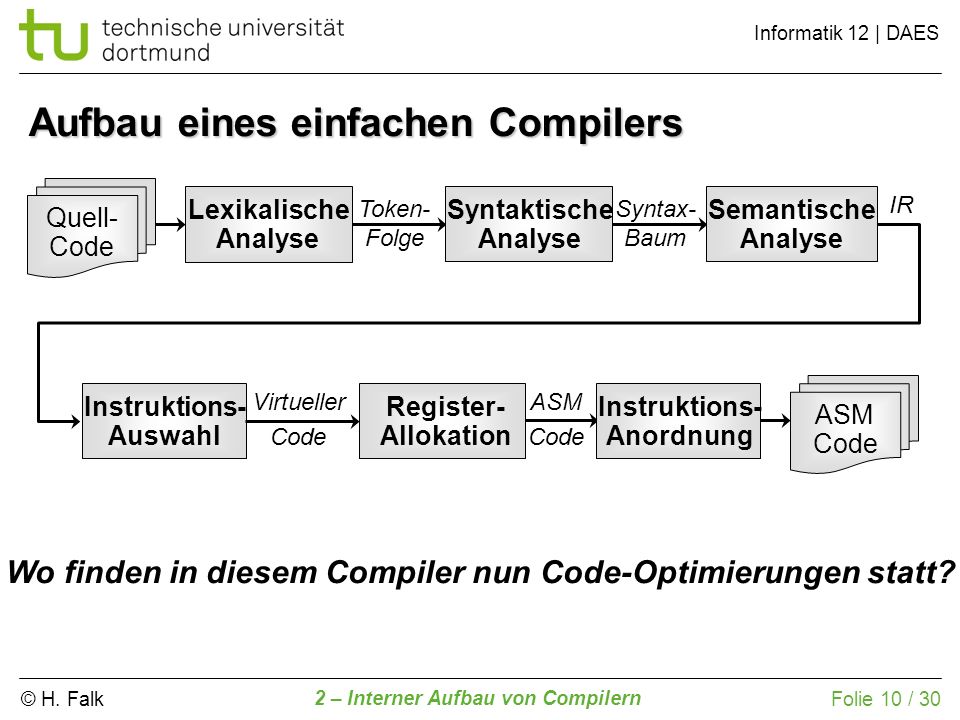 tu technische universität
dortmund
Informatik 12 | DAES
Aufbau eines einfachen Compilers
Quell-
Code
Lexikalische
Analyse
Token-
Folge
Syntaktische
Analyse
Syntax-
Baum
Semantische
Analyse
IR
Instruktions-
Auswahl
Virtueller
Code
Register-
Allokation
ASM
Code
Instruktions-
Anordnung
ASM
Code
Wo finden in diesem Compiler nun Code-Optimierungen statt?
© H. Falk
2 – Interner Aufbau von Compilern
Folie 10 / 30